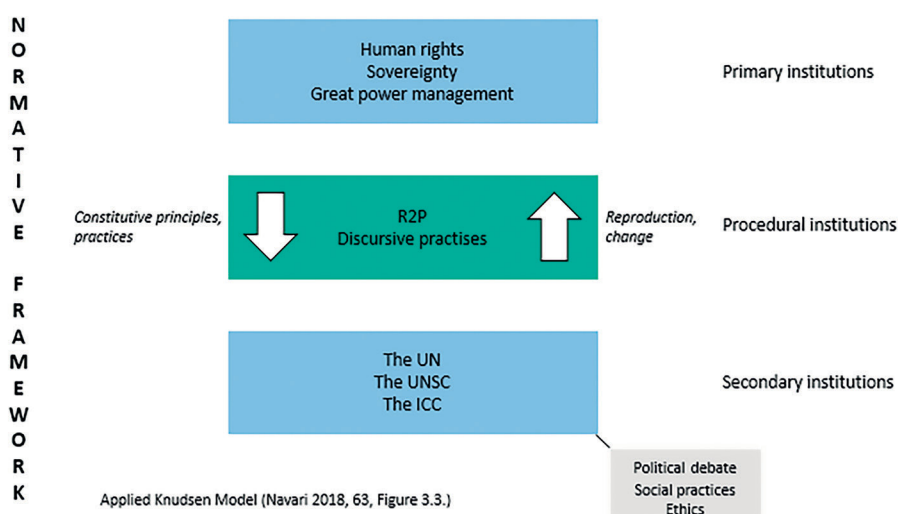 NORMATIVE FRAMEWORK
Human rights
Sovereignty
Great power management
Primary institutions
Constitutive principles,
practices
R2P
Discursive practises
Reproduction,
change
Procedural institutions
The UN
The UNSC
The ICC
Secondary institutions
Political debate
Social practices
Ethics
Applied Knudsen Model (Navari 2018, 63, Figure 3.3.)